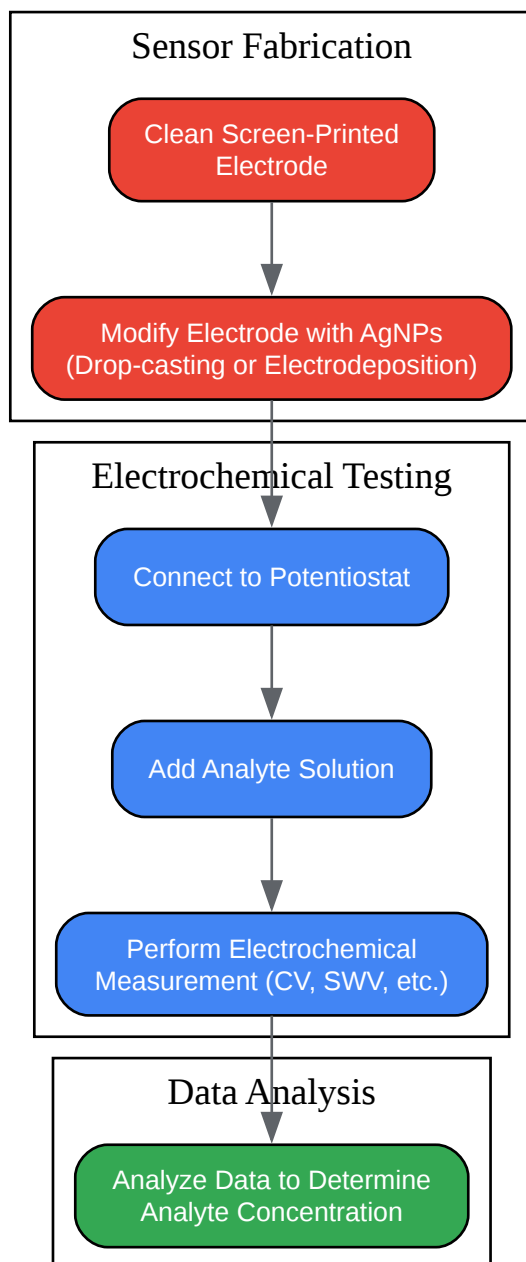 Sensor Fabrication
Clean Screen-Printed
Electrode
Modify Electrode with AgNPs
(Drop-casting or Electrodeposition)
Electrochemical Testing
Connect to Potentiostat
Add Analyte Solution
Perform Electrochemical
Measurement (CV, SWV, etc.)
Data Analysis
Analyze Data to Determine
Analyte Concentration